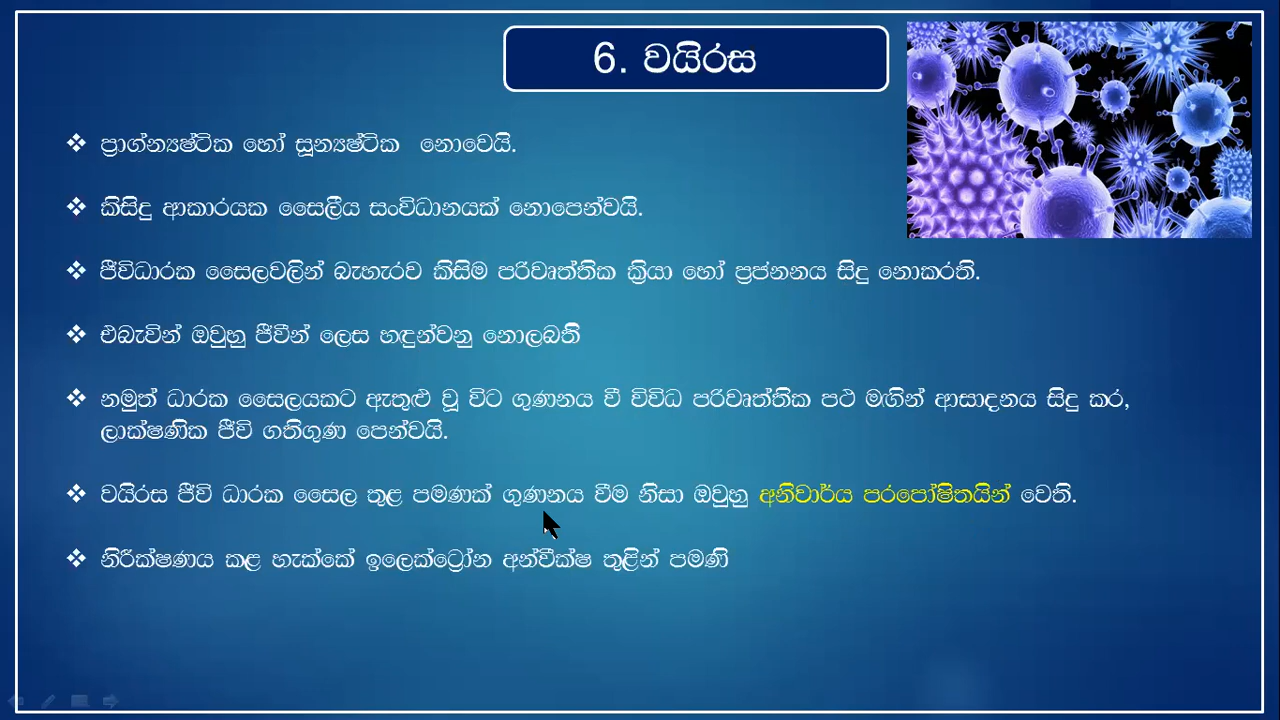 6. වයිරස
❖ ප්‍රාග්න්‍යෂ්ටික හෝ සූන්‍යෂ්ටික නොවෙයි.
❖ කිසිදු ආකාරයක සෛලීය සංවිධානයක් නොපෙන්වයි.
❖ ජීවිධාරක සෛලවලින් බැහැරව කිසිම පරිවෘත්තික ක්‍රියා හෝ ප්‍රජනනය සිදු නොකරති.
❖ එබැවින් ඔවුහු ජීවීන් ලෙස හඳුන්වනු නොලබති
❖ නමුත් ධාරක සෛලයකට ඇතුළු වූ විට ගුණනය වී විවිධ පරිවෘත්තික පථ මඟින් ආසාදනය සිදු කර,
ලාක්ෂණික ජීවි ගතිගුණ පෙන්වයි.
❖ වයිරස ජීවි ධාරක සෛල තුළ පමණක් ගුණනය වීම නිසා ඔවුහු අනිවාර්ය පරපෝෂිතයින් වෙති.
❖ නිරීක්ෂණය කළ හැක්කේ ඉලෙක්ට්‍රෝන අන්වීක්ෂ තුළින් පමණි